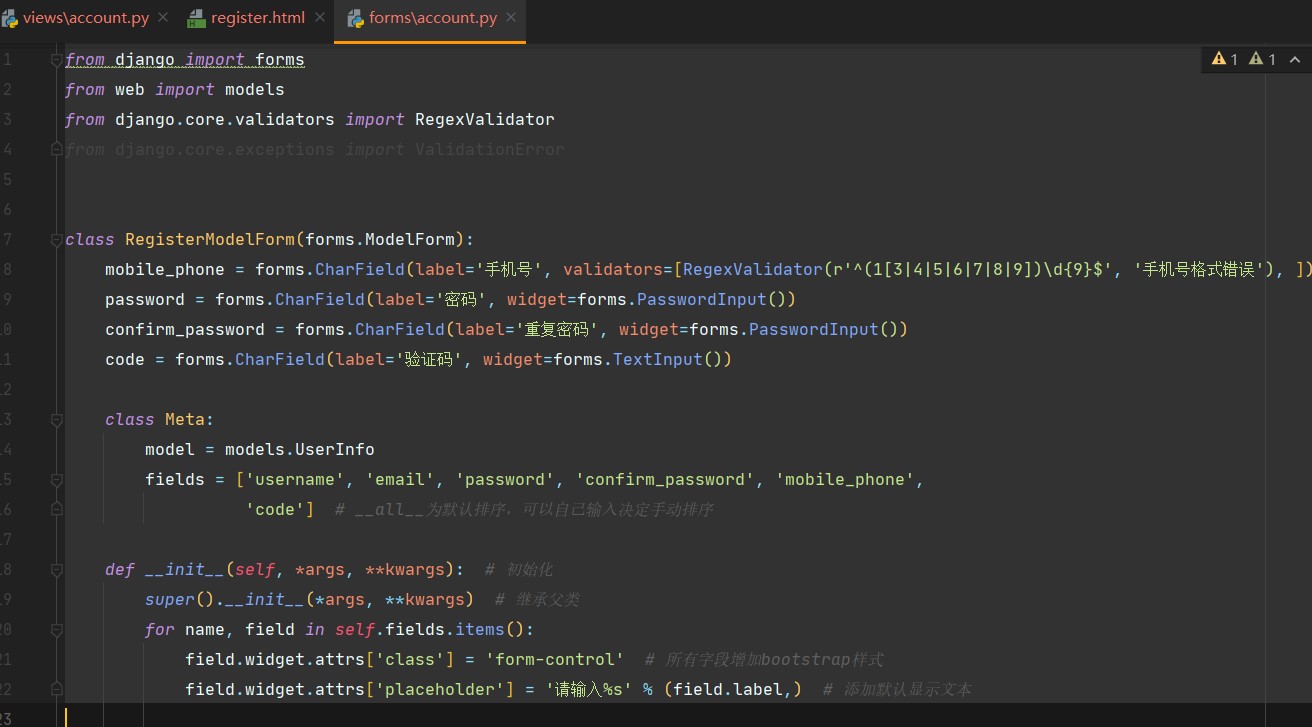 views\account.py
register.html
forms\account.py
1 from django import forms
2 from web import models
3 from django.core.validators import RegexValidator
4 from django.core.exceptions import ValidationError
5
6
7 class RegisterModelForm(forms.ModelForm):
8 mobile_phone = forms.CharField(label='手机号', validators=[RegexValidator(r'^(1[3|4|5|6|7|8|9])\d{9}$', '手机号格式错误'), ])
9 password = forms.CharField(label='密码', widget=forms.PasswordInput())
0 confirm_password = forms.CharField(label='重复密码', widget=forms.PasswordInput())
1 code = forms.CharField(label='验证码', widget=forms.TextInput())
2
3 class Meta:
4 model = models.UserInfo
5 fields = ['username', 'email', 'password', 'confirm_password', 'mobile_phone',
6 'code'] # __all__为默认排序，可以自己输入决定手动排序
7
8 def __init__(self, *args, **kwargs): # 初始化
9 super().__init__(*args, **kwargs) # 继承父类
20 for name, field in self.fields.items():
21 field.widget.attrs['class'] = 'form-control' # 所有字段增加bootstrap样式
22 field.widget.attrs['placeholder'] = '请输入%s' % (field.label,) # 添加默认显示文本
23
1 1